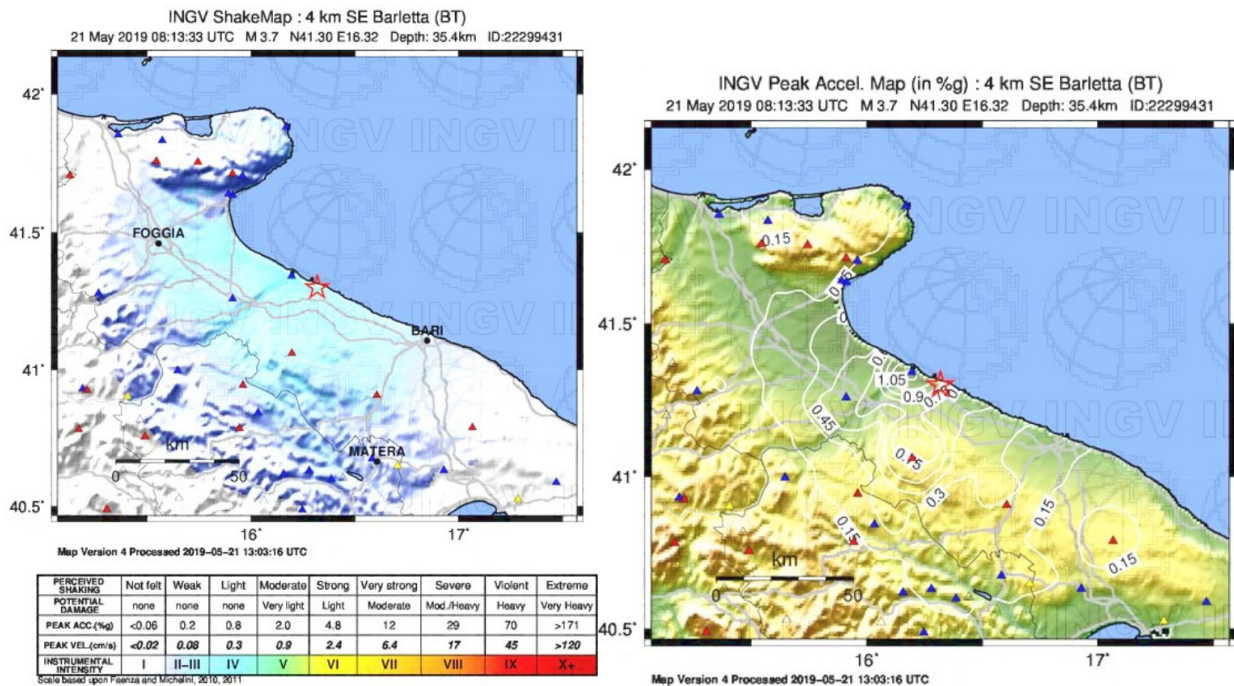 INGV ShakeMap : 4 km SE Barletta (BT)
21 May 2019 08:13:33 UTC M 3.7 N41.30 E16.32 Depth: 35.4km ID:22299431
42°
41.5°
41°
40.5°
16°
17°
INGV INGV INGV
FOGGIA
INGV
BARI
MATERA
km
0 50
Map Version 4 Processed 2019-05-21 13:03:16 UTC
PERCEIVED SHAKING Not felt Weak Light Moderate Strong Very strong Severe Violent Extreme
POTENTIAL DAMAGE none none none Very light Light Moderate Mod./Heavy Heavy Very Heavy
PEAK ACC.(%g) <0.06 0.2 0.8 2.0 4.8 12 29 70 >171
PEAK VEL.(cm/s) <0.02 0.08 0.3 0.9 2.4 6.4 17 45 >120
INSTRUMENTAL INTENSITY I II-III IV V VI VII VIII IX X+
Scale based upon Faenza and Michelini, 2010, 2011
INGV Peak Accel. Map (in %g) : 4 km SE Barletta (BT)
21 May 2019 08:13:33 UTC M 3.7 N41.30 E16.32 Depth: 35.4km ID:22299431
42°
41.5°
41°
40.5°
16°
17°
INGV INGV
0.15
INGV INGV
1.05
0.9
0.45
0.15
0.3
0.15
0.15
0.15
km
0 50
Map Version 4 Processed 2019-05-21 13:03:16 UTC